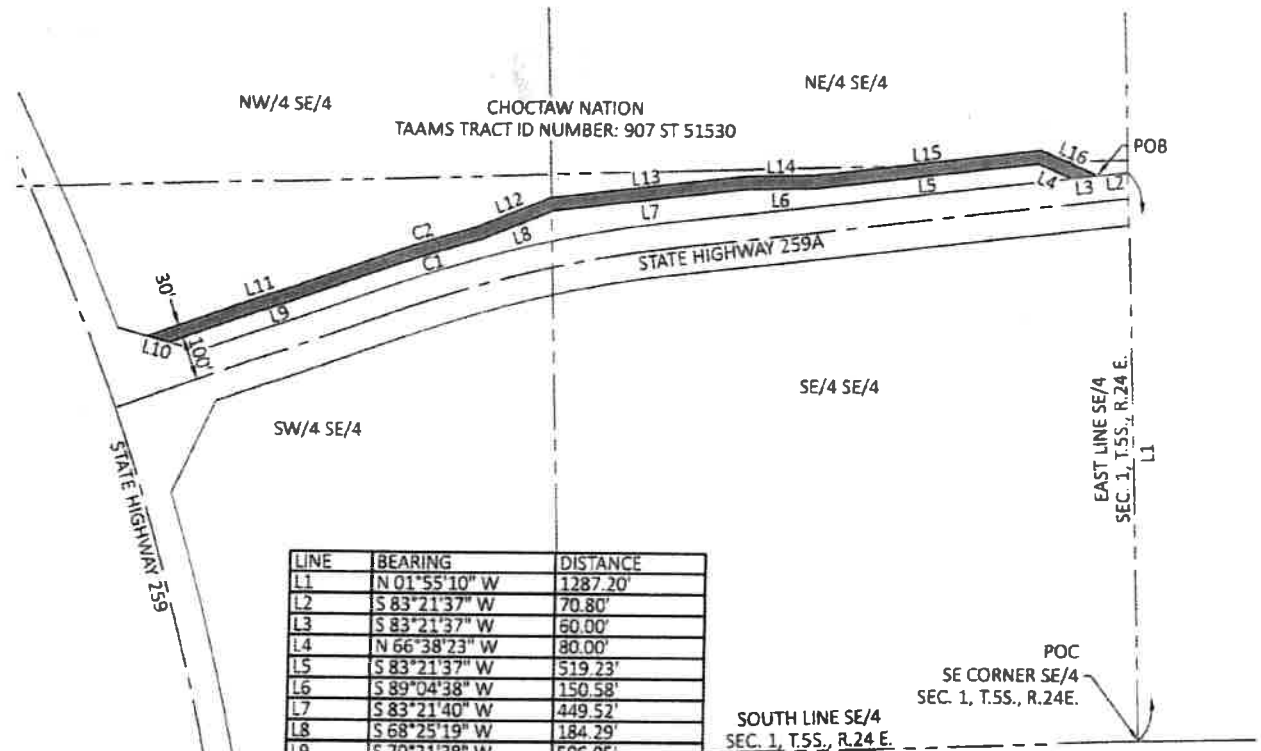 NW/4 SE/4
NE/4 SE/4
CHOCTAW NATION
TAAMS TRACT ID NUMBER: 907 ST 51530
POB
L16
L15
L14
L13
L12
L4
L3
L2
L5
L6
L7
L8
C2
C1
L11
L9
30'
L10
100'
STATE HIGHWAY 259A
SE/4 SE/4
SW/4 SE/4
STATE HIGHWAY 259
EAST LINE SE/4
SEC. 1, T.5S., R.24 E.
L1
LINE BEARING DISTANCE
L1 N 01°55'10" W 1287.20'
L2 S 83°21'37" W 70.80'
L3 S 83°21'37" W 60.00'
L4 N 66°38'23" W 80.00'
L5 S 83°21'37" W 519.23'
L6 S 89°04'38" W 150.58'
L7 S 83°21'40" W 449.52'
L8 S 68°25'19" W 184.29'
L9
POC
SE CORNER SE/4
SEC. 1, T.5S., R.24E.
SOUTH LINE SE/4
SEC. 1, T.5S., R.24 E.